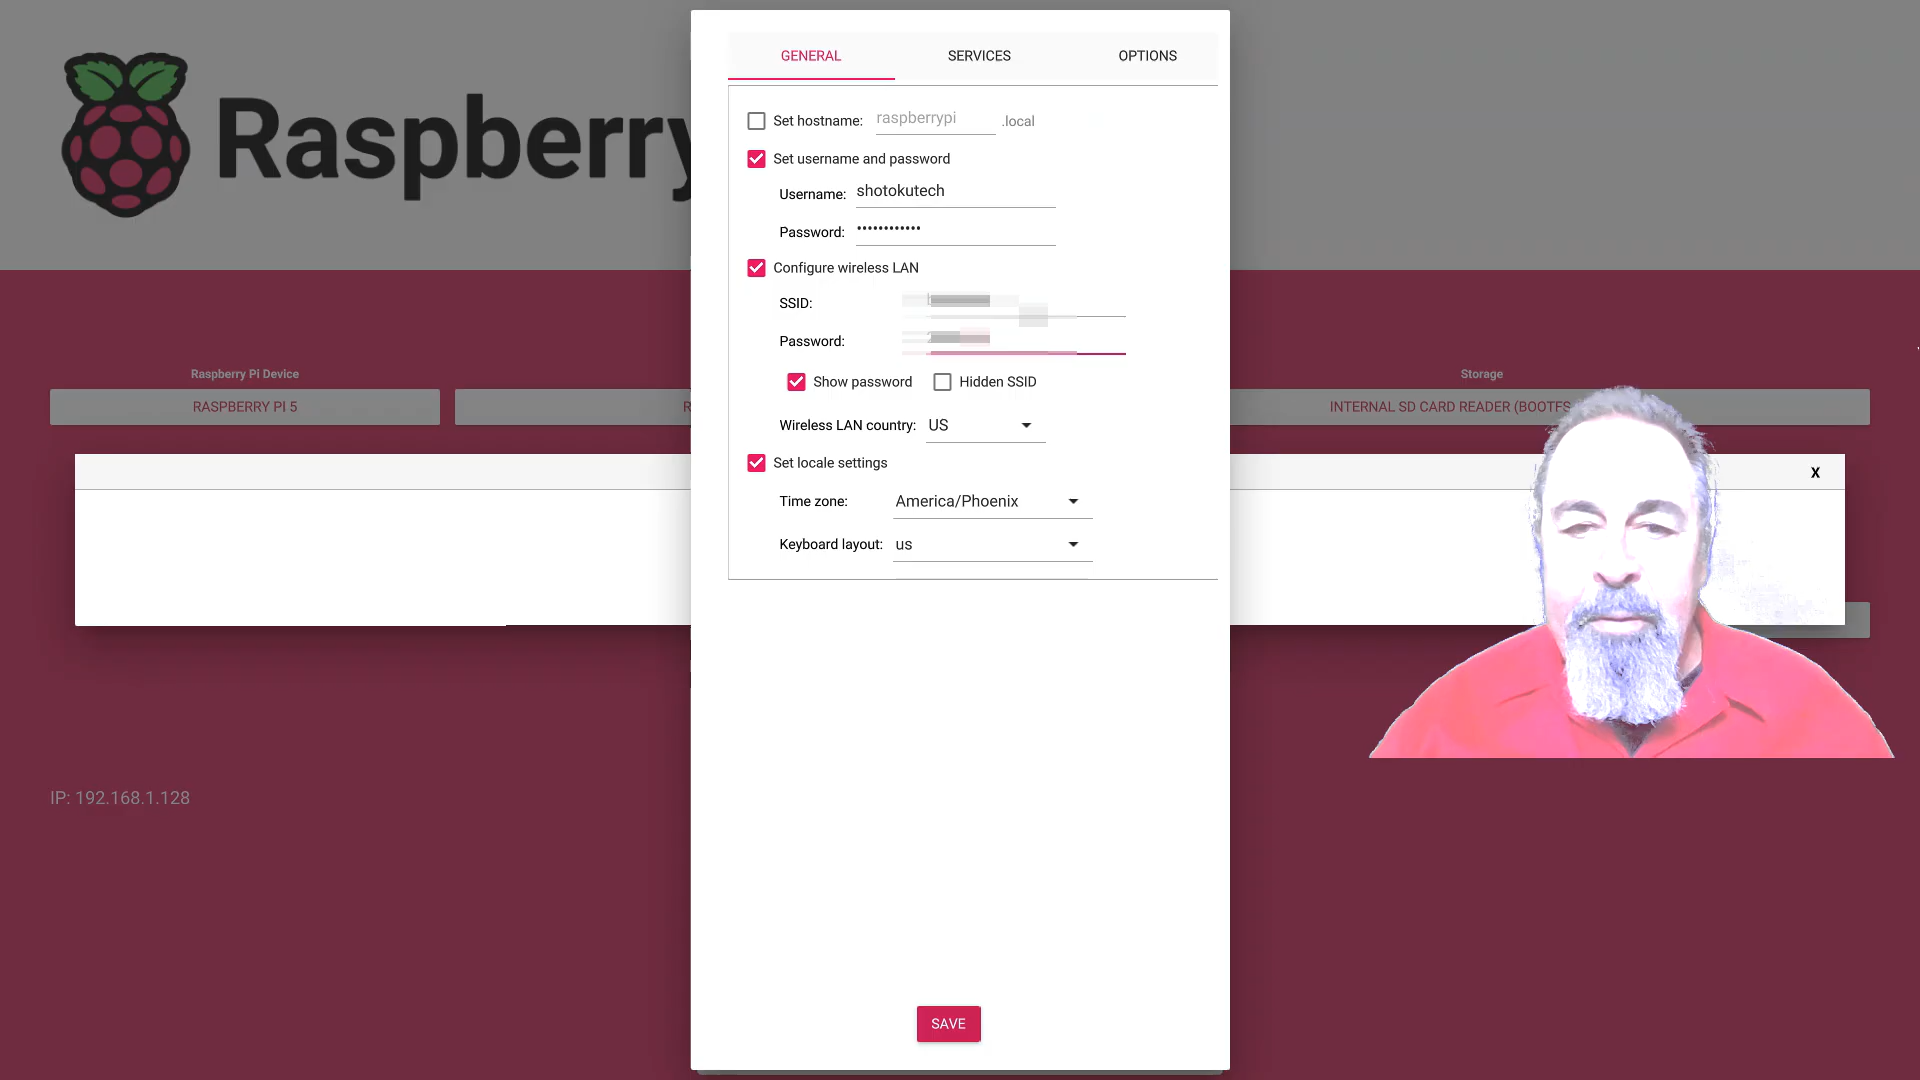 Raspberry
GENERAL
SERVICES
OPTIONS
Set hostname: raspberrypi .local
Set username and password
Username: shotokutech
Password: ••••••••••••
Configure wireless LAN
SSID:
Password:
Show password
Hidden SSID
Wireless LAN country: US
Set locale settings
Time zone: America/Phoenix
Keyboard layout: us
SAVE
Raspberry Pi Device
RASPBERRY PI 5
R
Storage
INTERNAL SD CARD READER (BOOTFS
X
IP: 192.168.1.128